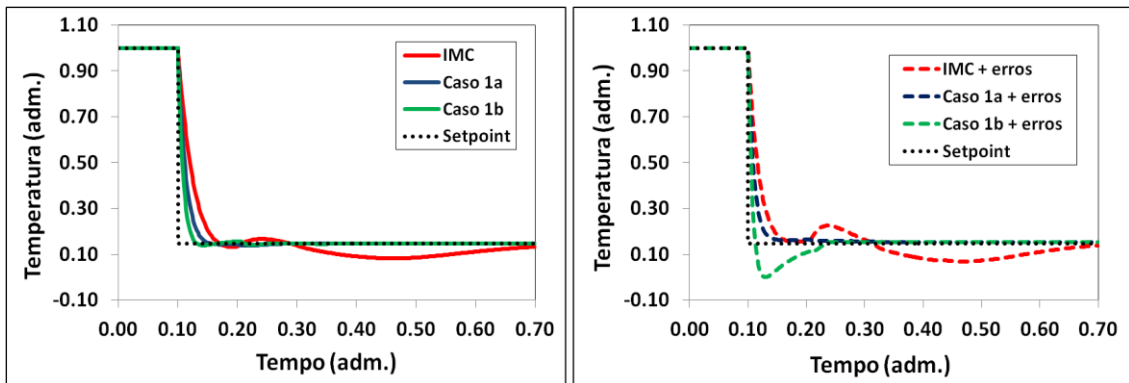 1.10
0.90
0.70
0.50
0.30
0.10
-0.10
Temperatura (adm.)
IMC
Caso 1a
Caso 1b
Setpoint
0.00 0.10 0.20 0.30 0.40 0.50 0.60 0.70
Tempo (adm.)
1.10
0.90
0.70
0.50
0.30
0.10
-0.10
Temperatura (adm.)
IMC + erros
Caso 1a + erros
Caso 1b + erros
Setpoint
0.00 0.10 0.20 0.30 0.40 0.50 0.60 0.70
Tempo (adm.)